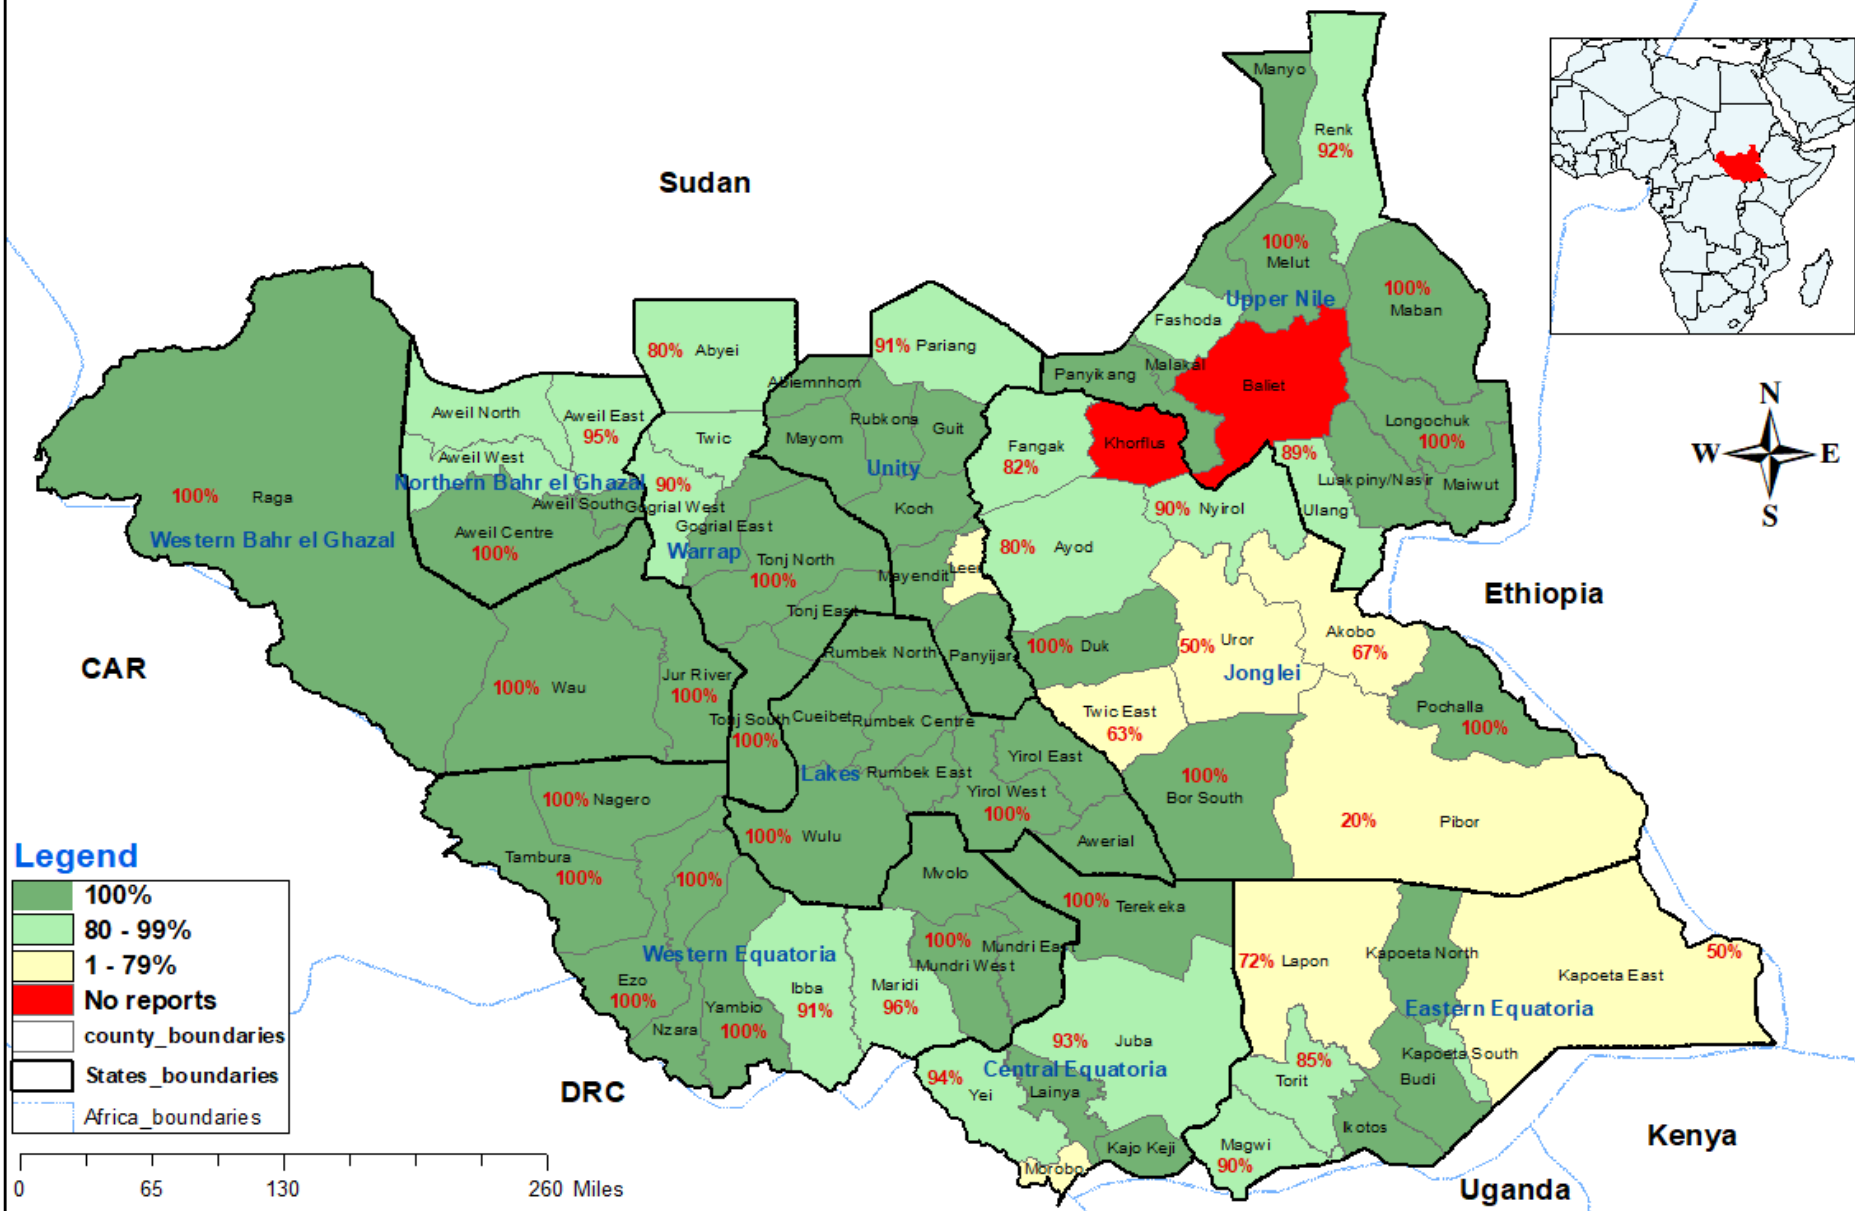 Manyo
Renk
92%
Sudan
100%
Melut
Upper Nile
100%
Maban
Fashoda
80% Abyei
91% Pariang
Panyikang
Malakal
Baliet
Abiemnhom
Aweil North
Aweil East
95%
Twic
Mayom
Rubkona
Guit
Fangak
82%
Khorflus
Longochuk
100%
89%
Aweil West
Northern Bahr el Ghazal
Unity
Luakpiny/Nasir
Maiwut
100% Raga
90%
Gogrial West
Aweil South
Koch
90% Nyirol
Ulang
Gogrial East
Aweil Centre
100%
Western Bahr el Ghazal
Warrap
Tonj North
100%
Mayendit
Leer
80% Ayod
Ethiopia
Tonj East
Rumbek North
Panyijar
100% Duk
50% Uror
Akobo
67%
Jonglei
CAR
100% Wau
Jur River
100%
Tonj South
100%
Cueibet
Rumbek Centre
Twic East
63%
Pochalla
100%
Lakes
Rumbek East
Yirol East
Yirol West
100%
100%
Bor South
100% Nagero
100% Wulu
Awerial
20% Pibor
Tambura
100%
100%
Mvolo
100% Terekeka
Western Equatoria
100%
Mundri East
Mundri West
72% Lapon
Kapoeta North
Kapoeta East
50%
Ezo
100%
Ibba
91%
Maridi
96%
Eastern Equatoria
Nzara
Yambio
100%
93% Juba
Central Equatoria
85%
Torit
Kapoeta South
Budi
94%
Yei
Lainya
DRC
Kajo Keji
Magwi
90%
Ikotos
Morobo
Kenya
Uganda
N
W E
S
Legend
100%
80 - 99%
1 - 79%
No reports
county_boundaries
States_boundaries
Africa_boundaries
0 65 130 260 Miles